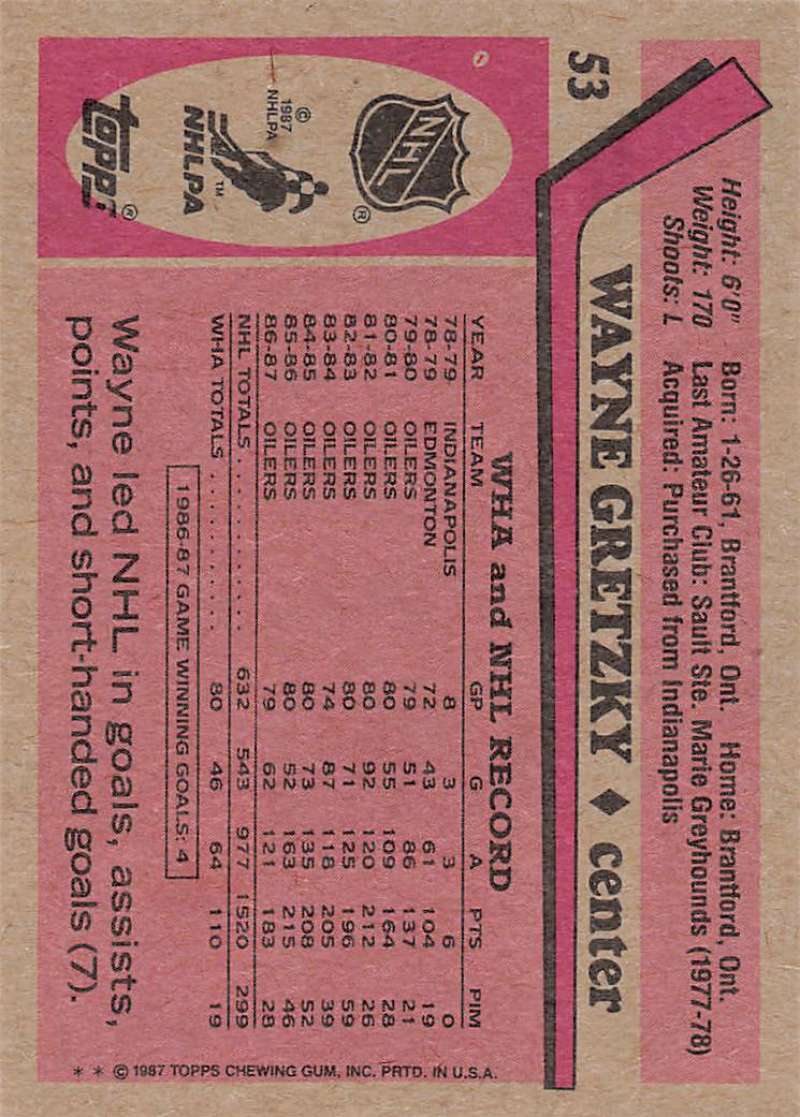 53
Height: 6'0" Born: 1-26-61, Brantford, Ont. Home: Brantford, Ont.
Weight: 170 Last Amateur Club: Sault Ste. Marie Greyhounds (1977-78)
Shoots: L Acquired: Purchased from Indianapolis
WAYNE GRETZKY ♦ center
NHL ®
© 1987 NHLPA
TM
NHLPA
TOPPS ®
WHA and NHL RECORD
YEAR TEAM GP G A PTS PIM
78-79 INDIANAPOLIS 8 3 3 6 0
78-79 EDMONTON 72 43 61 104 19
79-80 OILERS 79 51 86 137 21
80-81 OILERS 80 55 109 164 28
81-82 OILERS 80 92 120 212 26
82-83 OILERS 80 71 125 196 59
83-84 OILERS 74 87 118 205 39
84-85 OILERS 80 73 135 208 52
85-86 OILERS 80 52 163 215 46
86-87 OILERS 79 62 121 183 28
NHL TOTALS . . . . . . . . . . . 632 543 977 1520 299
WHA TOTALS . . . . . . . . . . . 80 46 64 110 19
1986-87 GAME WINNING GOALS: 4
Wayne led NHL in goals, assists,
points, and short-handed goals (7).
* * © 1987 TOPPS CHEWING GUM, INC. PRTD. IN U.S.A.